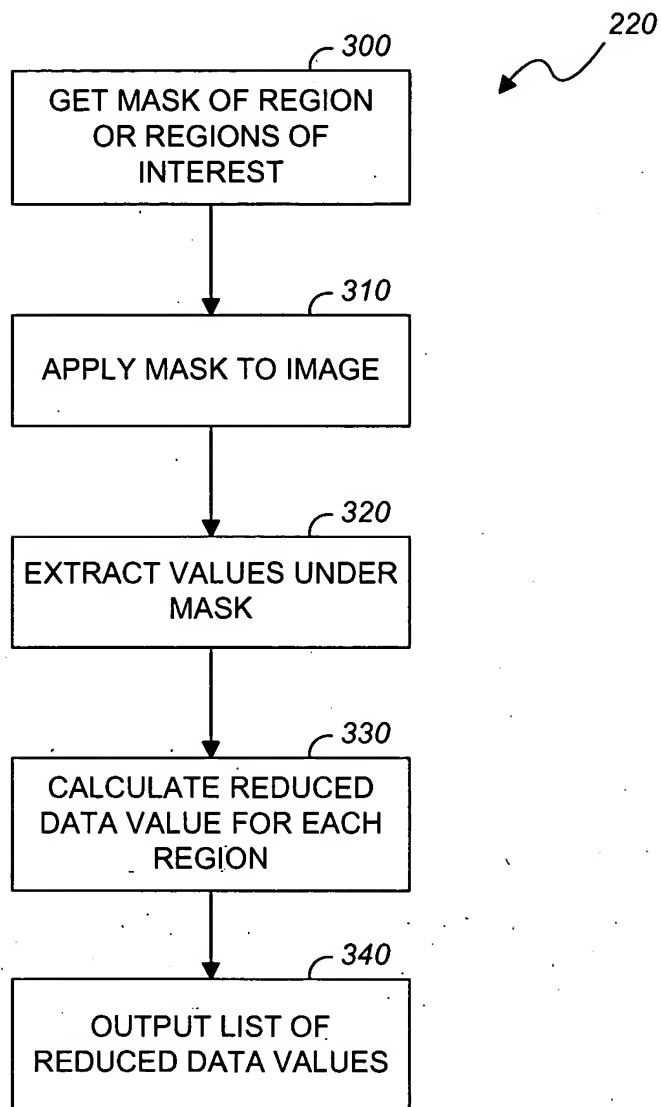 220
300
GET MASK OF REGION
OR REGIONS OF
INTEREST
310
APPLY MASK TO IMAGE
320
EXTRACT VALUES UNDER
MASK
330
CALCULATE REDUCED
DATA VALUE FOR EACH
REGION
340
OUTPUT LIST OF
REDUCED DATA VALUES